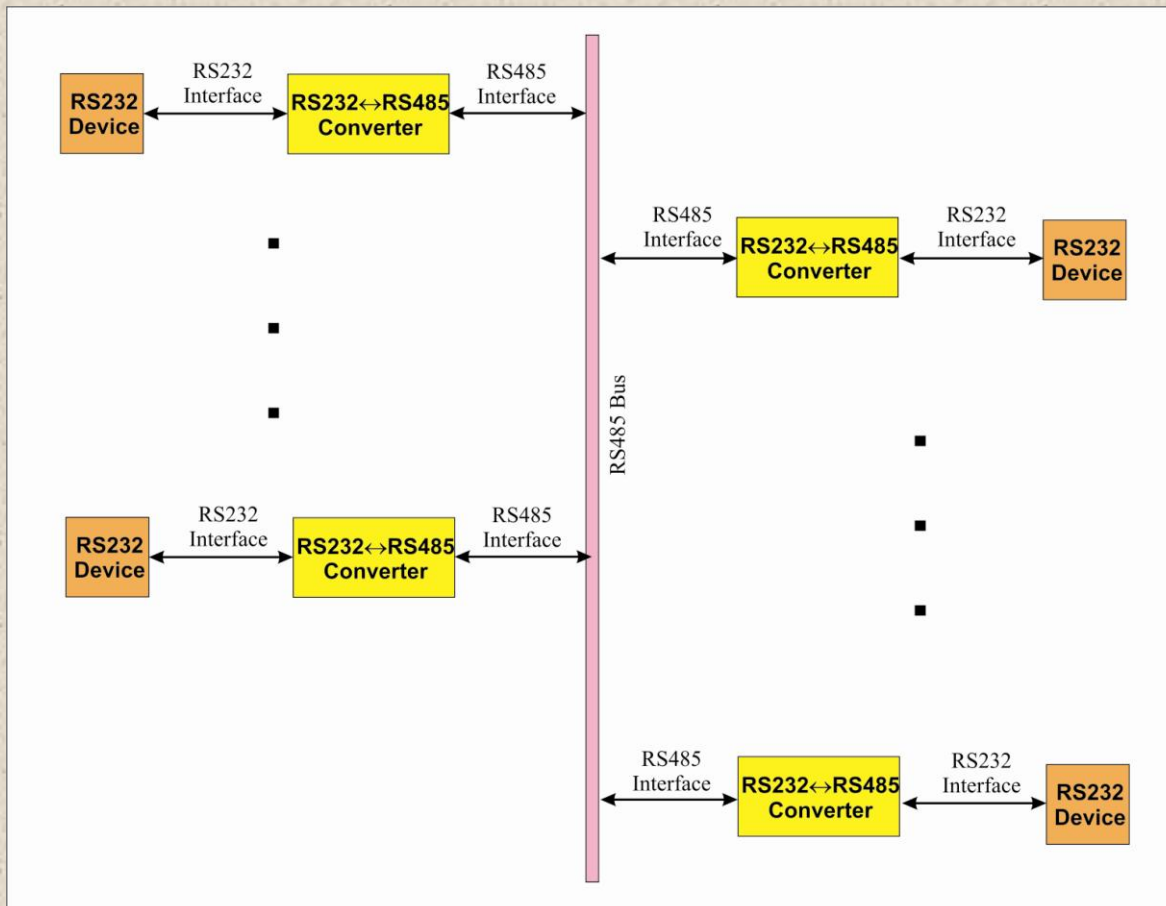 RS232
Interface
RS485
Interface
RS232
Device
RS232↔RS485
Converter
RS485
Interface
RS232
Interface
RS232↔RS485
Converter
RS232
Device
RS485 Bus
RS232
Interface
RS485
Interface
RS232
Device
RS232↔RS485
Converter
RS485
Interface
RS232
Interface
RS232↔RS485
Converter
RS232
Device